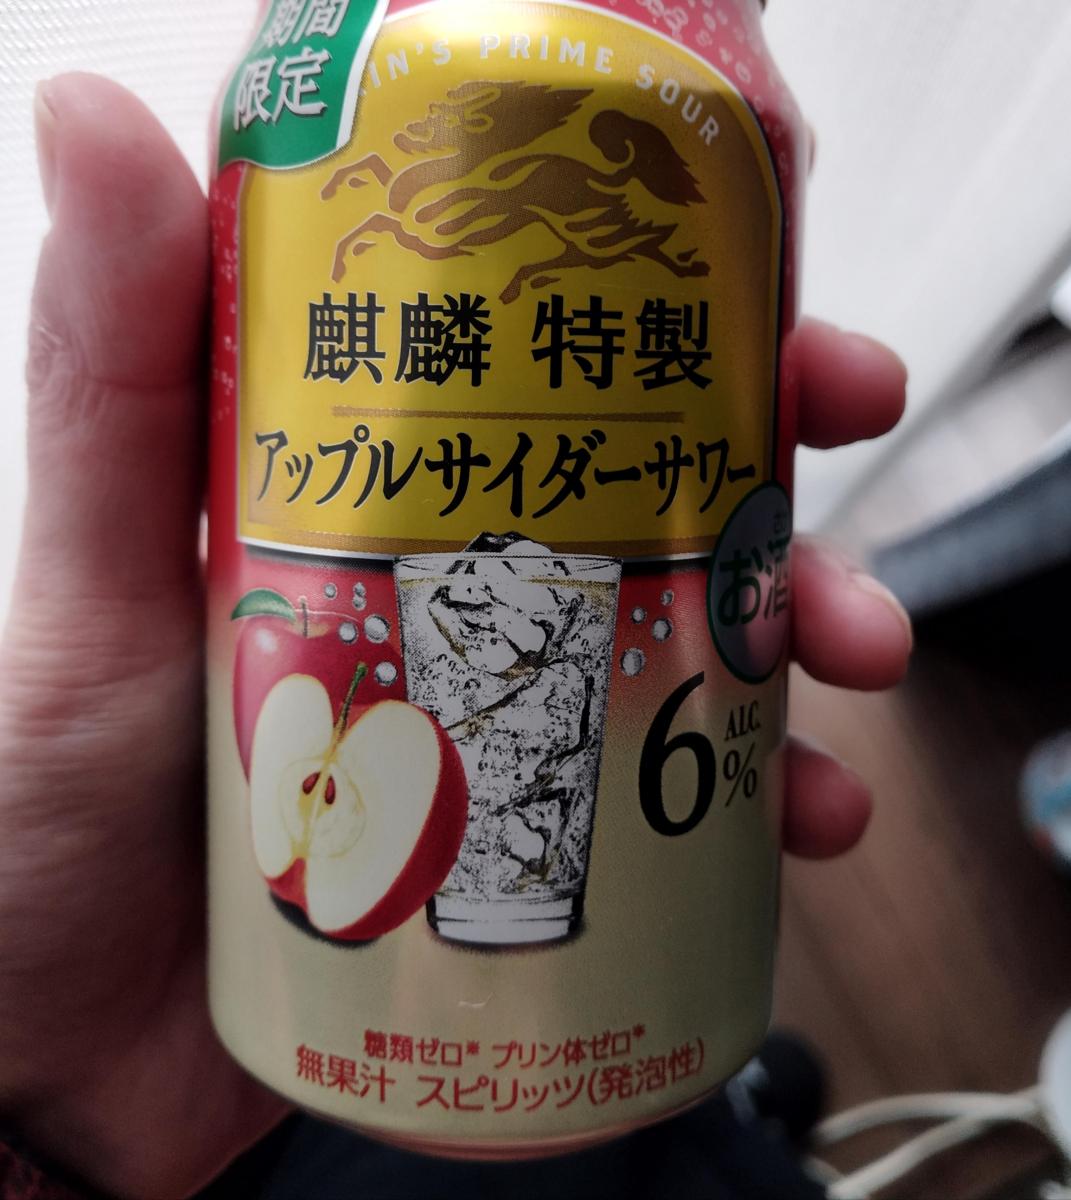 期間
限定
IN'S PRIME SOUR
麒麟 特製
アップルサイダーサワー
お酒
6
ALC.
%
糖類ゼロ※ プリン体ゼロ※
無果汁 スピリッツ(発泡性)